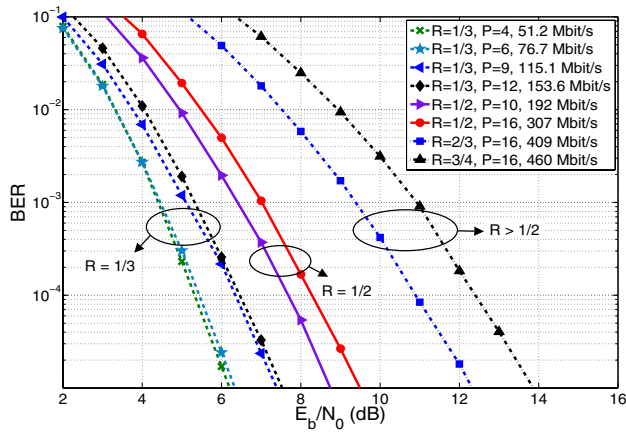 10^-1
10^-2
10^-3
10^-4
BER
R=1/3, P=4, 51.2 Mbit/s
R=1/3, P=6, 76.7 Mbit/s
R=1/3, P=9, 115.1 Mbit/s
R=1/3, P=12, 153.6 Mbit/s
R=1/2, P=10, 192 Mbit/s
R=1/2, P=16, 307 Mbit/s
R=2/3, P=16, 409 Mbit/s
R=3/4, P=16, 460 Mbit/s
R > 1/2
R = 1/3
R = 1/2
2 4 6 8 10 12 14 16
E_b/N_0 (dB)